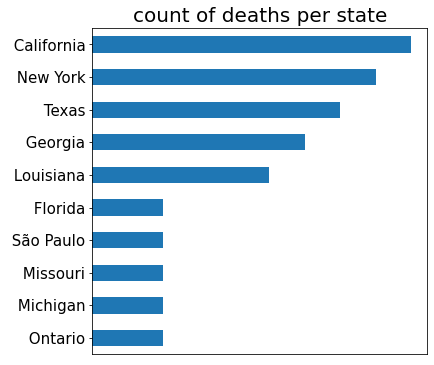 count of deaths per state
California
New York
Texas
Georgia
Louisiana
Florida
São Paulo
Missouri
Michigan
Ontario